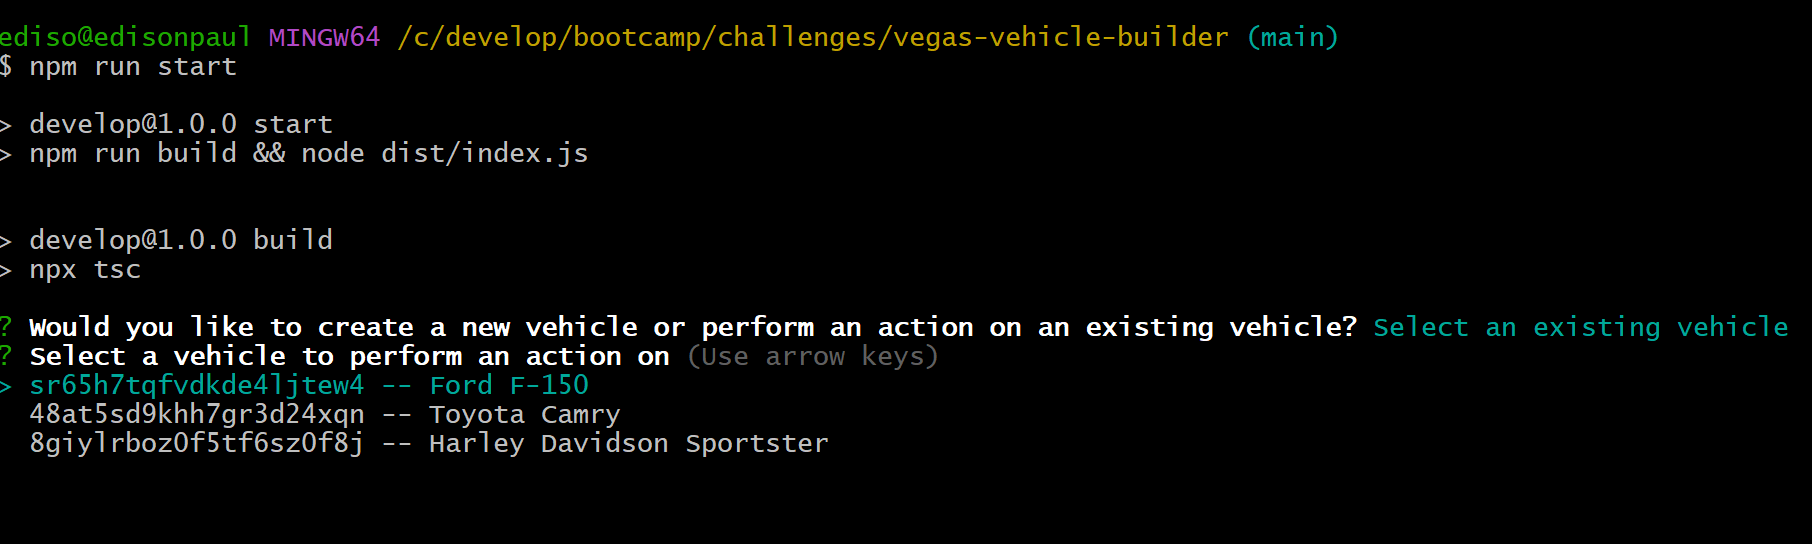 ediso@edisonpaul MINGW64 /c/develop/bootcamp/challenges/vegas-vehicle-builder (main)
$ npm run start
> develop@1.0.0 start
> npm run build && node dist/index.js
> develop@1.0.0 build
> npx tsc
? Would you like to create a new vehicle or perform an action on an existing vehicle? Select an existing vehicle
? Select a vehicle to perform an action on (Use arrow keys)
> sr65h7tqfvdkde4ljtew4 -- Ford F-150
48at5sd9khh7gr3d24xqn -- Toyota Camry
8giylrboz0f5tf6sz0f8j -- Harley Davidson Sportster